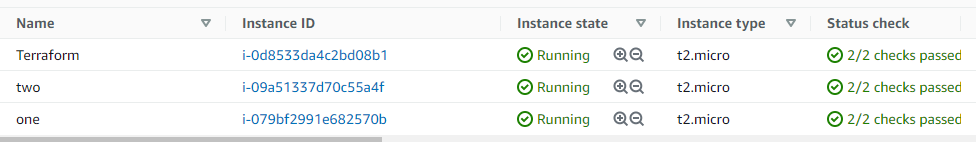 Name Instance ID Instance state Instance type Status check
Terraform i-0d8533da4c2bd08b1 Running t2.micro 2/2 checks passed
two i-09a51337d70c55a4f Running t2.micro 2/2 checks passed
one i-079bf2991e682570b Running t2.micro 2/2 checks passed